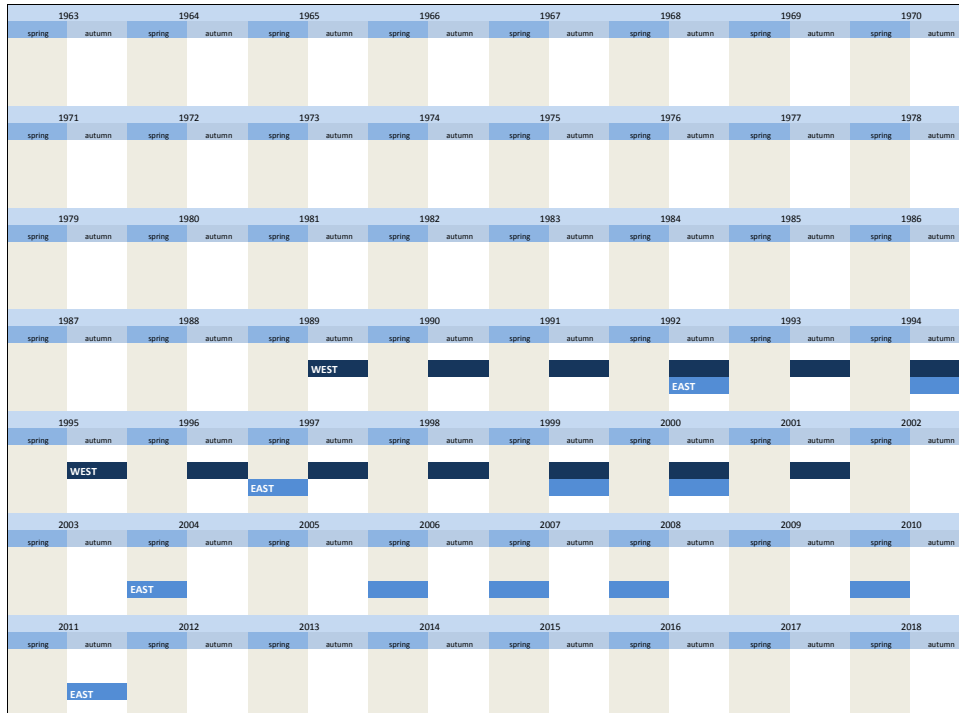 1963 1964 1965 1966 1967 1968 1969 1970
spring autumn spring autumn spring autumn spring autumn spring autumn spring autumn spring autumn spring autumn
1971 1972 1973 1974 1975 1976 1977 1978
spring autumn spring autumn spring autumn spring autumn spring autumn spring autumn spring autumn spring autumn
1979 1980 1981 1982 1983 1984 1985 1986
spring autumn spring autumn spring autumn spring autumn spring autumn spring autumn spring autumn spring autumn
1987 1988 1989 1990 1991 1992 1993 1994
spring autumn spring autumn spring autumn spring autumn spring autumn spring autumn spring autumn spring autumn
WEST
EAST
1995 1996 1997 1998 1999 2000 2001 2002
spring autumn spring autumn spring autumn spring autumn spring autumn spring autumn spring autumn spring autumn
WEST
EAST
2003 2004 2005 2006 2007 2008 2009 2010
spring autumn spring autumn spring autumn spring autumn spring autumn spring autumn spring autumn spring autumn
EAST
2011 2012 2013 2014 2015 2016 2017 2018
spring autumn spring autumn spring autumn spring autumn spring autumn spring autumn spring autumn spring autumn
EAST